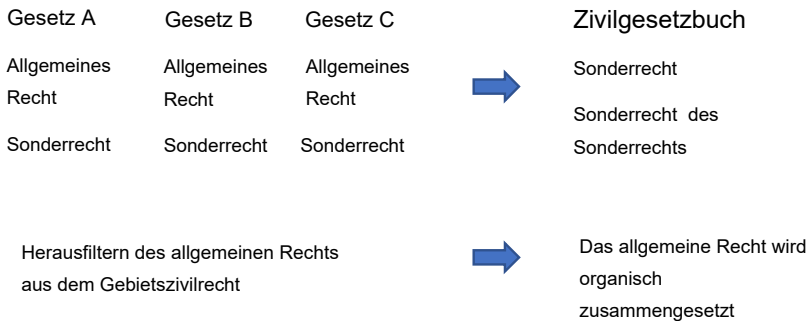 Gesetz A Gesetz B Gesetz C Zivilgesetzbuch
Allgemeines Allgemeines Allgemeines
Recht Recht Recht
Sonderrecht Sonderrecht Sonderrecht
Sonderrecht
Sonderrecht des
Sonderrechts
Herausfiltern des allgemeinen Rechts
aus dem Gebietszivilrecht
Das allgemeine Recht wird
organisch
zusammengesetzt